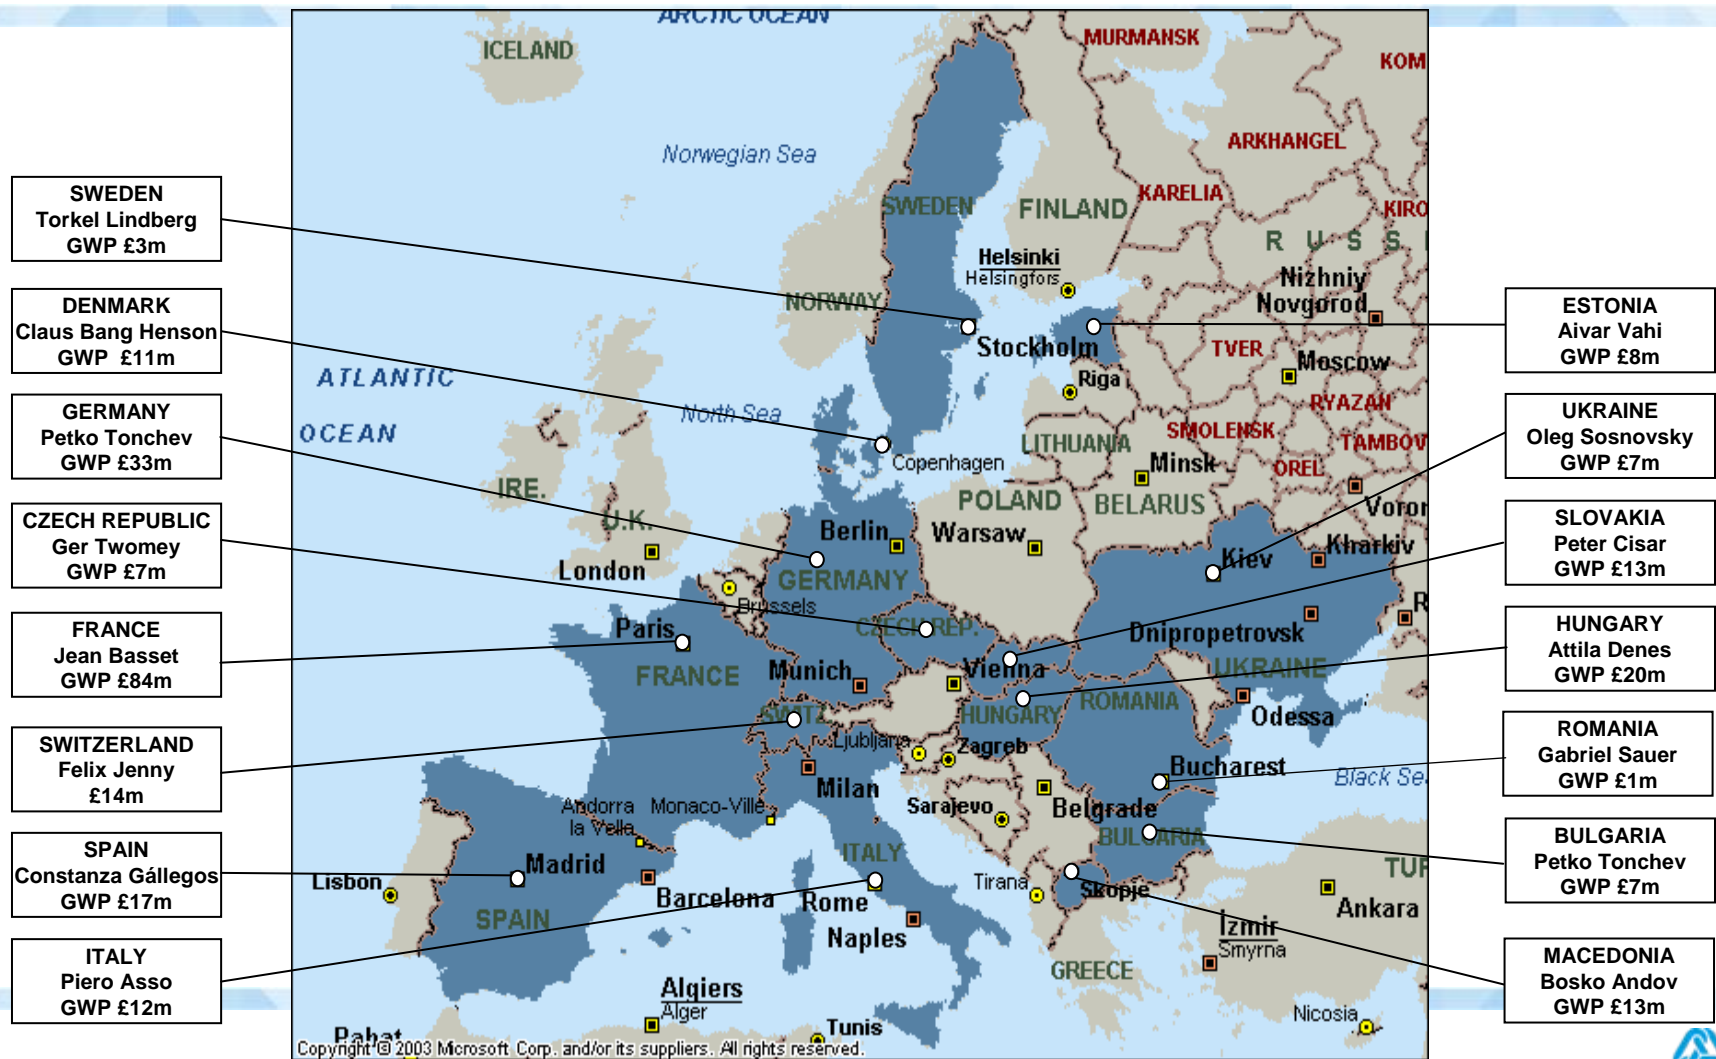 SWEDEN
Torkel Lindberg
GWP £3m
DENMARK
Claus Bang Henson
GWP £11m
GERMANY
Petko Tonchev
GWP £33m
CZECH REPUBLIC
Ger Twomey
GWP £7m
FRANCE
Jean Basset
GWP £84m
SWITZERLAND
Felix Jenny
£14m
SPAIN
Constanza Gállegos
GWP £17m
ITALY
Piero Asso
GWP £12m
ARCTIC OCEAN
ICELAND
MURMANSK
KOM
Norwegian Sea
ARKHANGEL
KARELIA
KIRO
SWEDEN
FINLAND
R U S S I
Helsinki
Helsingfors
Nizhniy
Novgorod
NORWAY
Stockholm
TVER
Moscow
ATLANTIC
OCEAN
North Sea
Riga
RYAZAN
LITHUANIA
SMOLENSK
TAMBOV
Copenhagen
Minsk
OREL
IRE.
U.K.
POLAND
BELARUS
Voror
Berlin
Warsaw
London
GERMANY
Kiev
Kharkiv
Brussels
Paris
CZECH REP.
Dnipropetrovsk
R
FRANCE
Munich
Vienna
UKRAINE
SWITZ
HUNGARY
ROMANIA
Odessa
Ljubljana
Zagreb
Milan
Bucharest
Black Sea
Andorra
la Vella
Monaco-Ville
Sarajevo
Belgrade
BULGARIA
ITALY
Madrid
Lisbon
Barcelona
Rome
Tirana
Skopje
TUR
Ankara
SPAIN
Naples
Izmir
Smyrna
GREECE
Algiers
Alger
Nicosia
Rabat
Tunis
Copyright © 2003 Microsoft Corp. and/or its suppliers. All rights reserved.
ESTONIA
Aivar Vahi
GWP £8m
UKRAINE
Oleg Sosnovsky
GWP £7m
SLOVAKIA
Peter Cisar
GWP £13m
HUNGARY
Attila Denes
GWP £20m
ROMANIA
Gabriel Sauer
GWP £1m
BULGARIA
Petko Tonchev
GWP £7m
MACEDONIA
Bosko Andov
GWP £13m